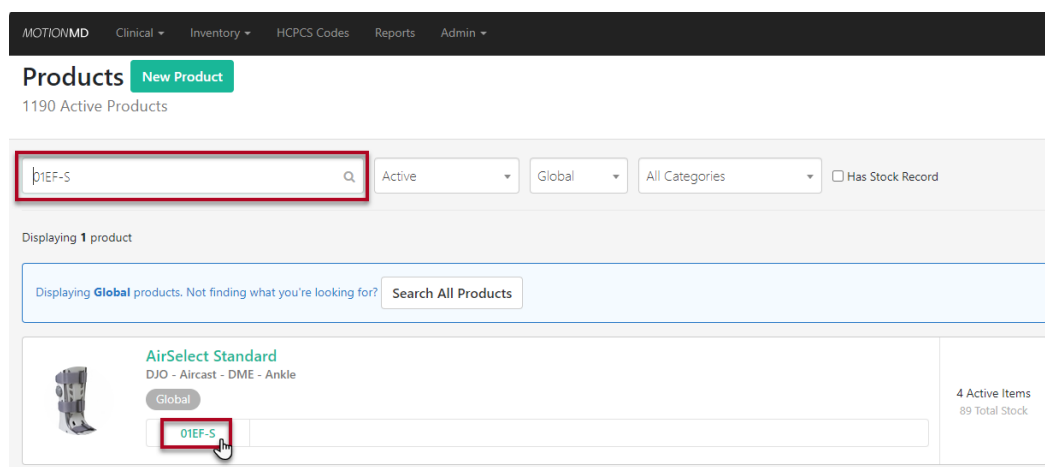 MOTIONMD Clinical Inventory HCPCS Codes Reports Admin
Products New Product
1190 Active Products
01EF-S Active Global All Categories Has Stock Record
Displaying 1 product
Displaying Global products. Not finding what you're looking for? Search All Products
AirSelect Standard
DJO - Aircast - DME - Ankle
Global
4 Active Items
89 Total Stock
01EF-S